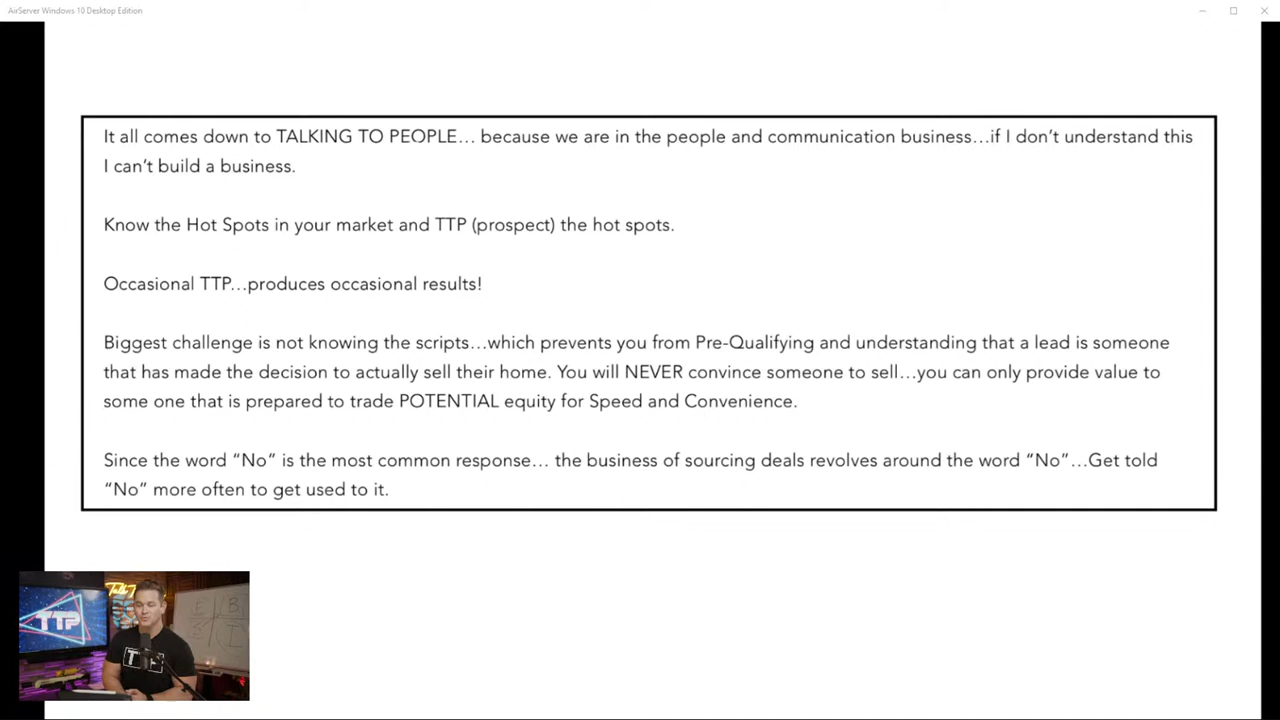 AirServer Windows 10 Desktop Edition
It all comes down to TALKING TO PEOPLE… because we are in the people and communication business…if I don’t understand this
I can’t build a business.
Know the Hot Spots in your market and TTP (prospect) the hot spots.
Occasional TTP…produces occasional results!
Biggest challenge is not knowing the scripts…which prevents you from Pre-Qualifying and understanding that a lead is someone
that has made the decision to actually sell their home. You will NEVER convince someone to sell…you can only provide value to
some one that is prepared to trade POTENTIAL equity for Speed and Convenience.
Since the word “No” is the most common response… the business of sourcing deals revolves around the word “No”…Get told
“No” more often to get used to it.
TTP